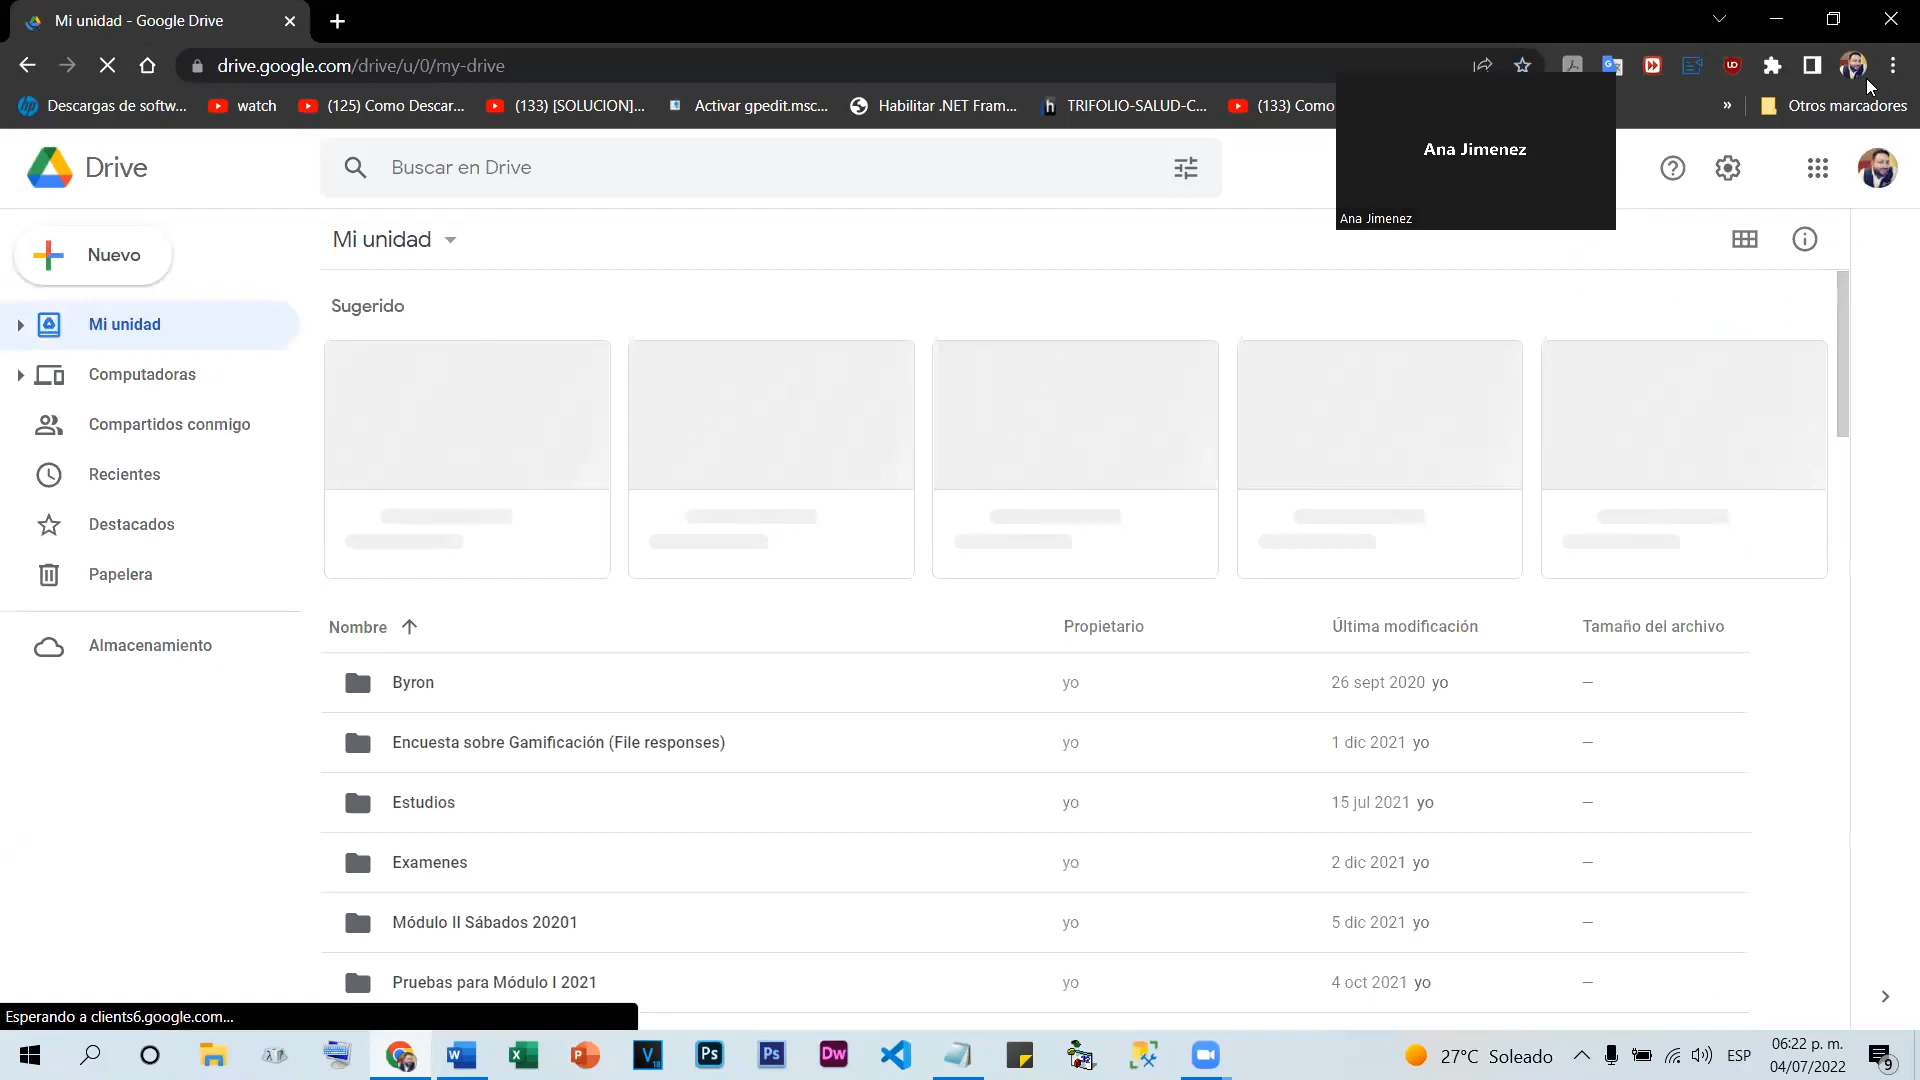 Mi unidad - Google Drive
drive.google.com/drive/u/0/my-drive
Descargas de softw...
watch
(125) Como Descar...
(133) [SOLUCION]...
Activar gpedit.msc...
Habilitar .NET Fram...
TRIFOLIO-SALUD-C...
(133) Como
»
Otros marcadores
Drive
Buscar en Drive
Ana Jimenez
Ana Jimenez
Nuevo
Mi unidad
Mi unidad
Computadoras
Compartidos conmigo
Recientes
Destacados
Papelera
Almacenamiento
Sugerido
Nombre Propietario Última modificación Tamaño del archivo
Byron yo 26 sept 2020 yo —
Encuesta sobre Gamificación (File responses) yo 1 dic 2021 yo —
Estudios yo 15 jul 2021 yo —
Examenes yo 2 dic 2021 yo —
Módulo II Sábados 20201 yo 5 dic 2021 yo —
Pruebas para Módulo I 2021 yo 4 oct 2021 yo —
Esperando a clients6.google.com...
27°C Soleado
ESP
06:22 p. m.
04/07/2022
9